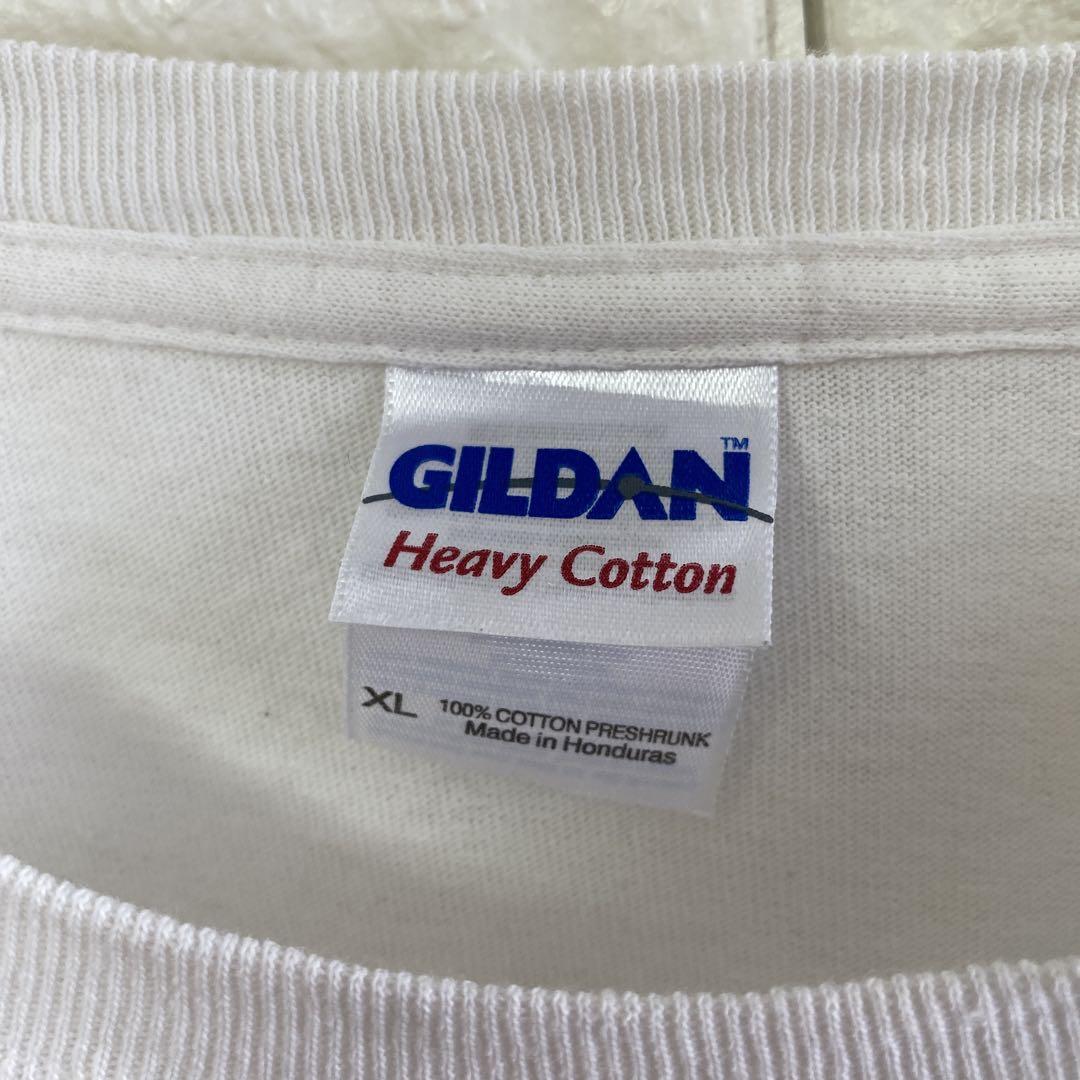 GILDAN™
Heavy Cotton
XL 100% COTTON PRESHRUNK
Made in Honduras